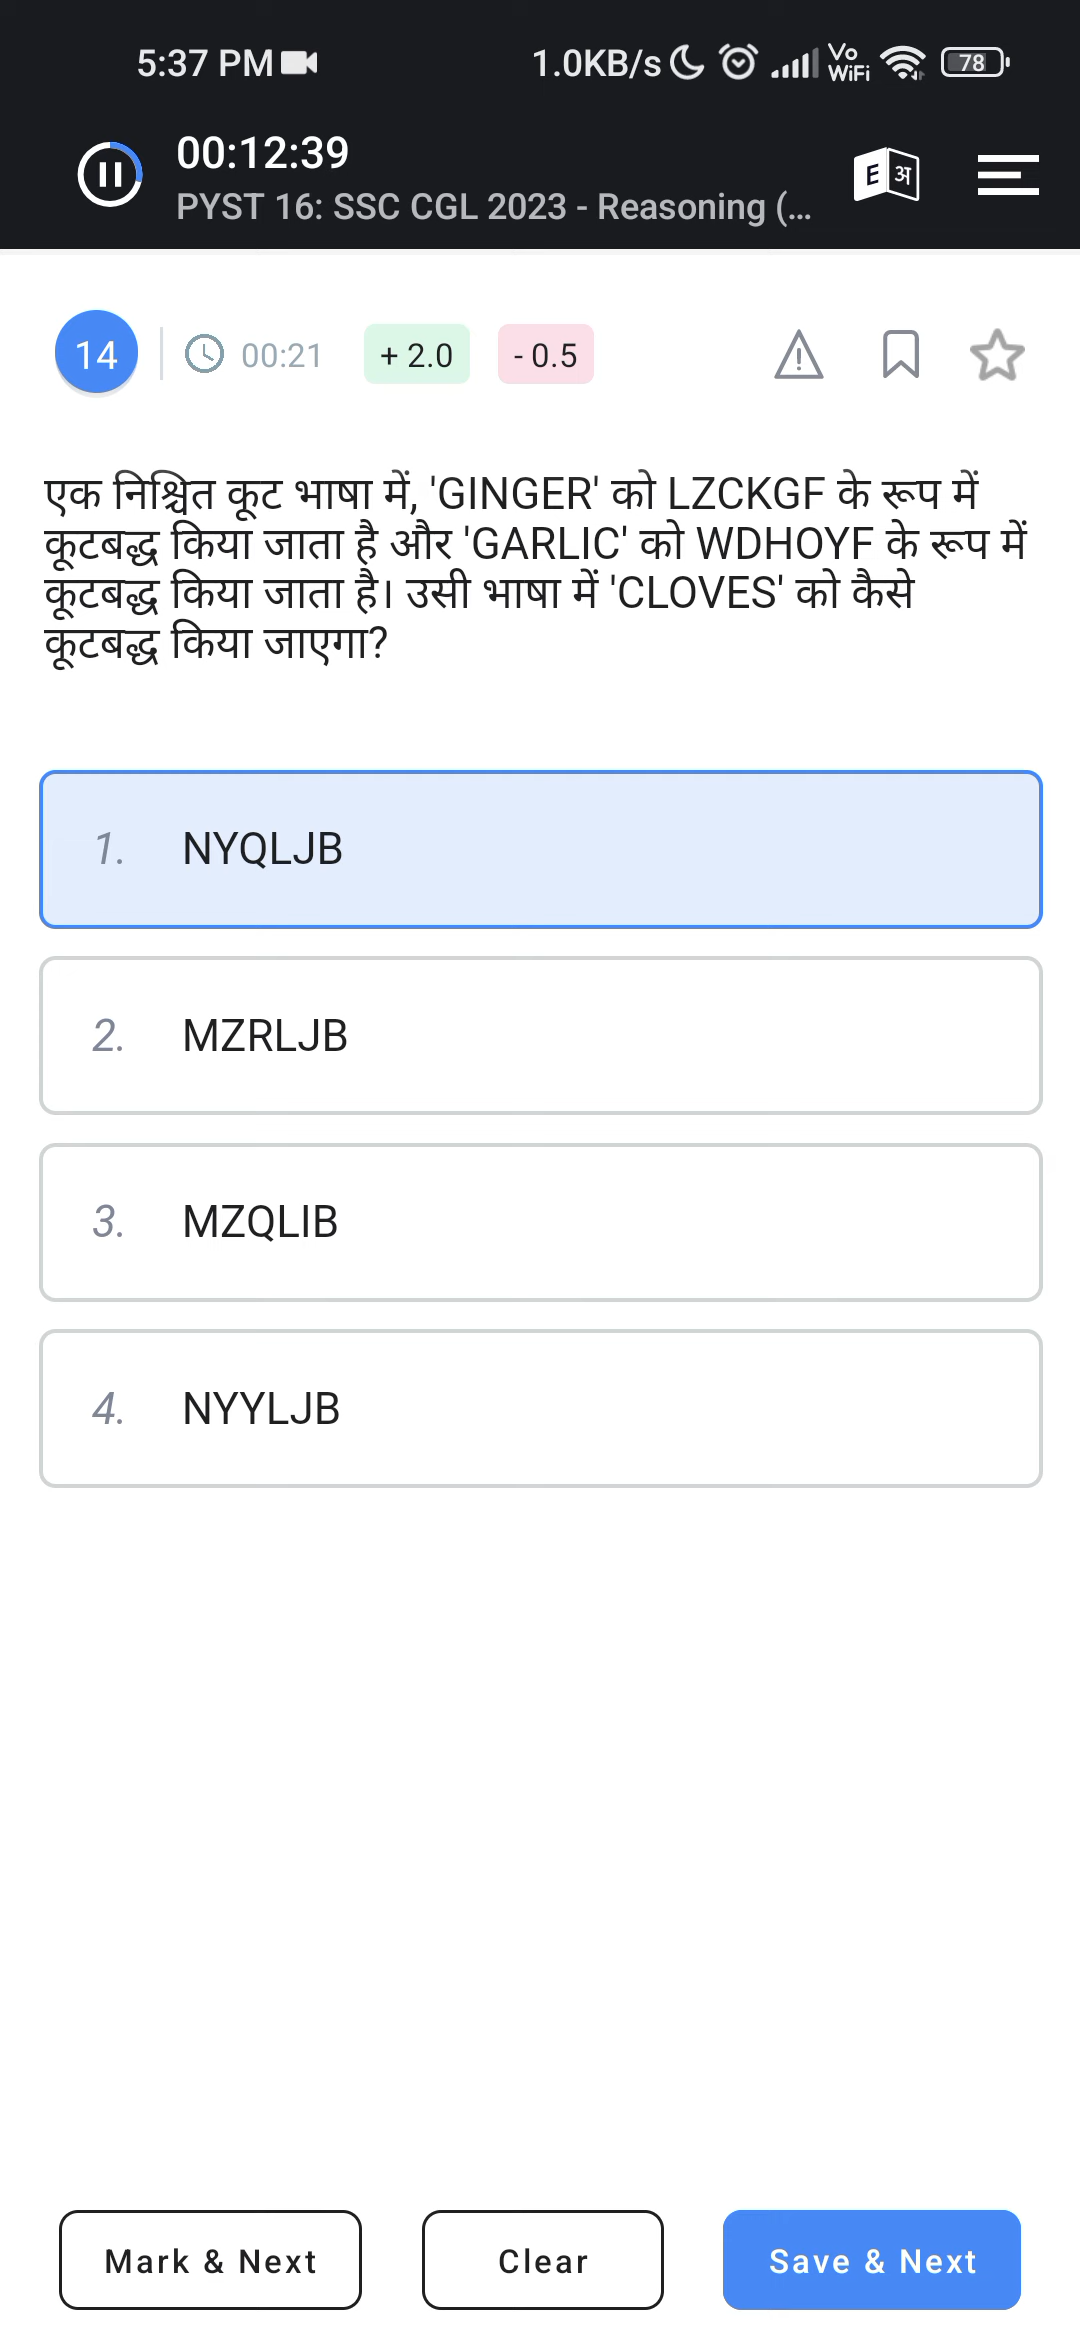 5:37 PM 1.0KB/s Vo WiFi 78
00:12:39
PYST 16: SSC CGL 2023 - Reasoning (...
E अ
14 00:21 + 2.0 - 0.5
एक निश्चित कूट भाषा में, 'GINGER' को LZCKGF के रूप में
कूटबद्ध किया जाता है और 'GARLIC' को WDHOYF के रूप में
कूटबद्ध किया जाता है। उसी भाषा में 'CLOVES' को कैसे
कूटबद्ध किया जाएगा?
1. NYQLJB
2. MZRLJB
3. MZQLIB
4. NYYLJB
Mark & Next Clear Save & Next